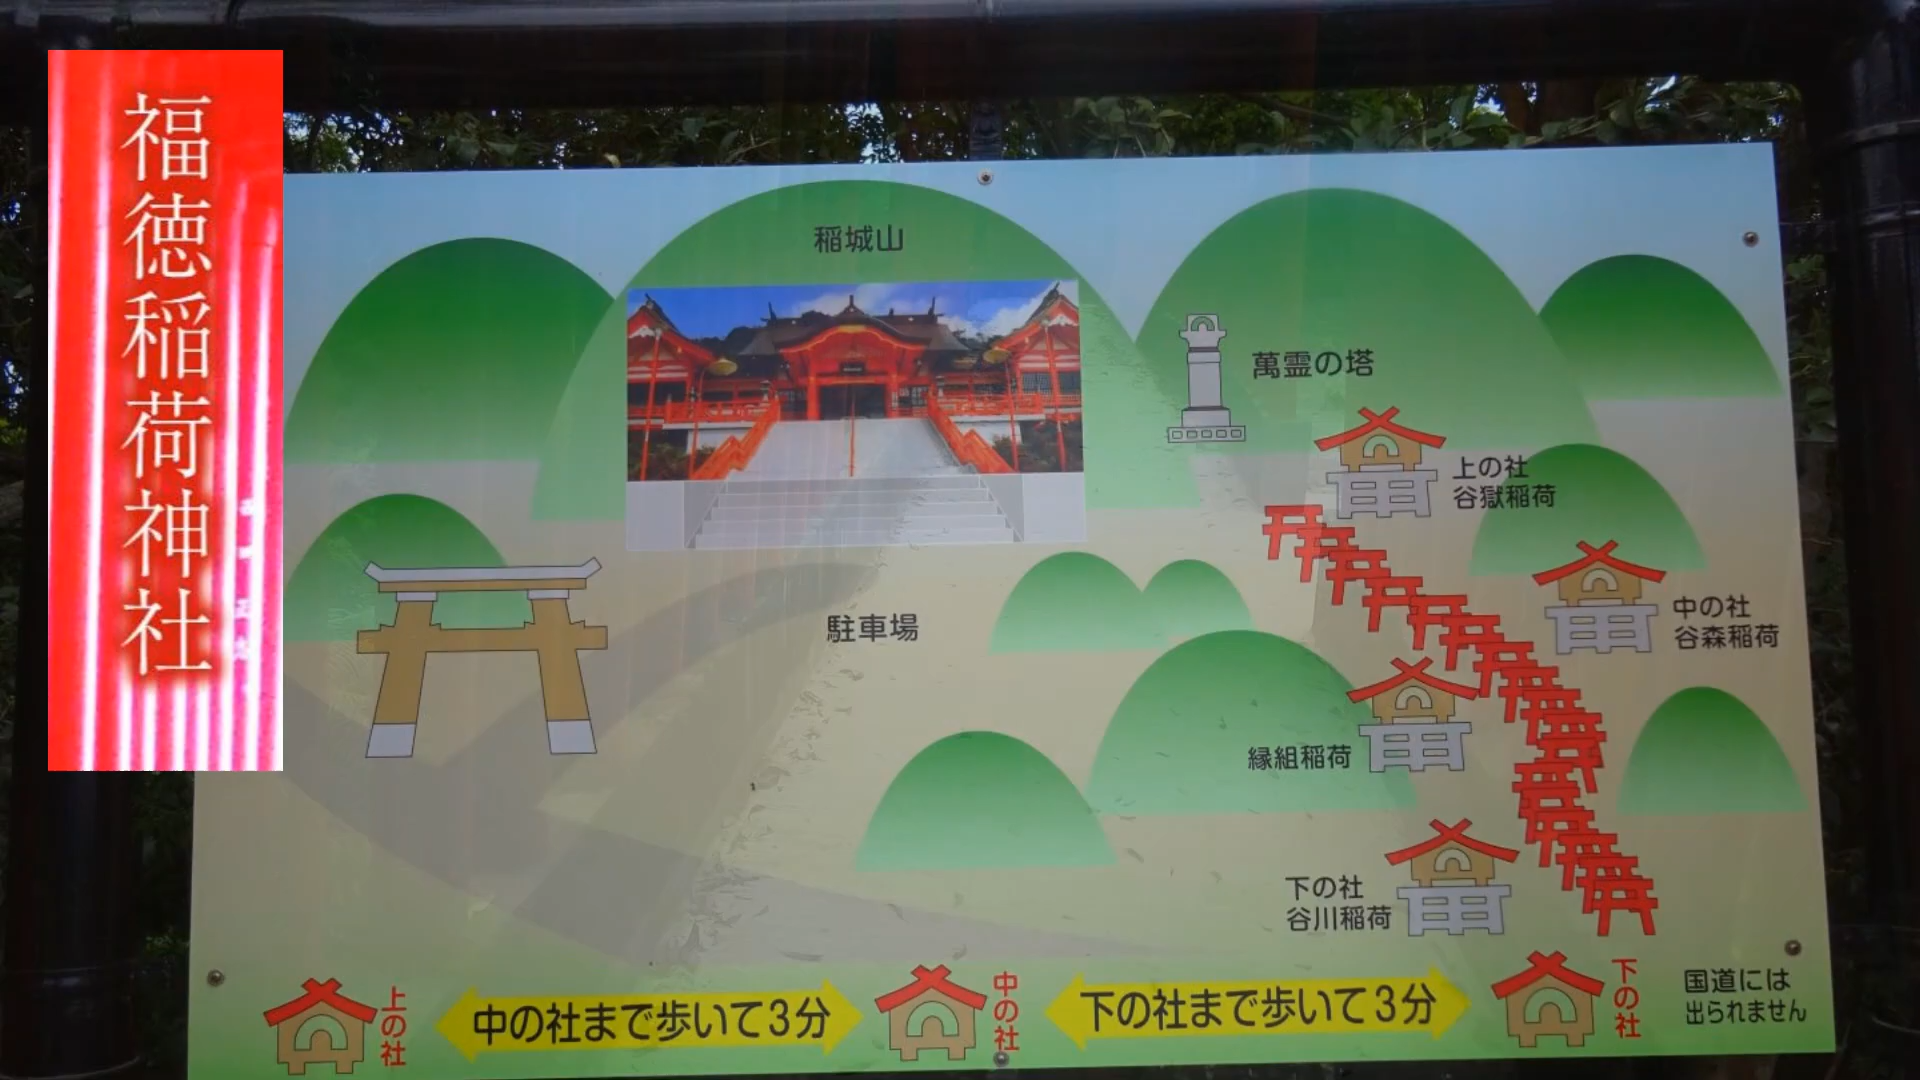 福徳稲荷神社
稲城山
萬霊の塔
上の社
谷獄稲荷
中の社
谷森稲荷
駐車場
縁組稲荷
下の社
谷川稲荷
上の社
中の社まで歩いて3分
中の社
下の社まで歩いて3分
下の社
国道には
出られません